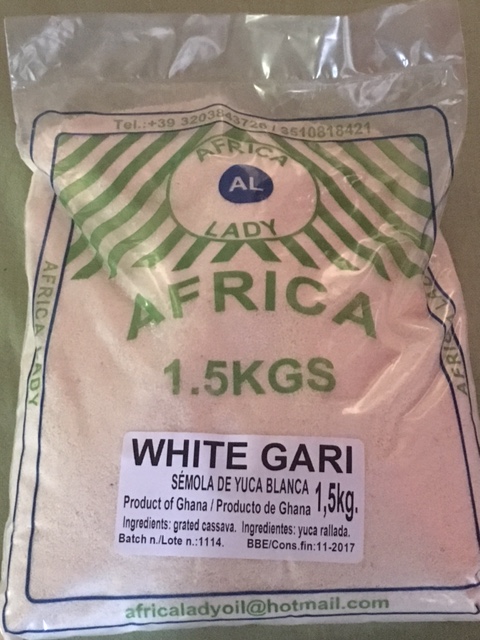 Tel.:+39 3203843726 / 3510818421
AFRICA
AL
LADY
AFRICA
1.5KGS
AFRICA LADY
AFRICA LADY
WHITE GARI
SÉMOLA DE YUCA BLANCA 1,5kg.
Product of Ghana / Producto de Ghana
Ingredients: grated cassava. Ingredientes: yuca rallada.
Batch n./Lote n.:1114. BBE/Cons.fin:11-2017
africaladyoil@hotmail.com